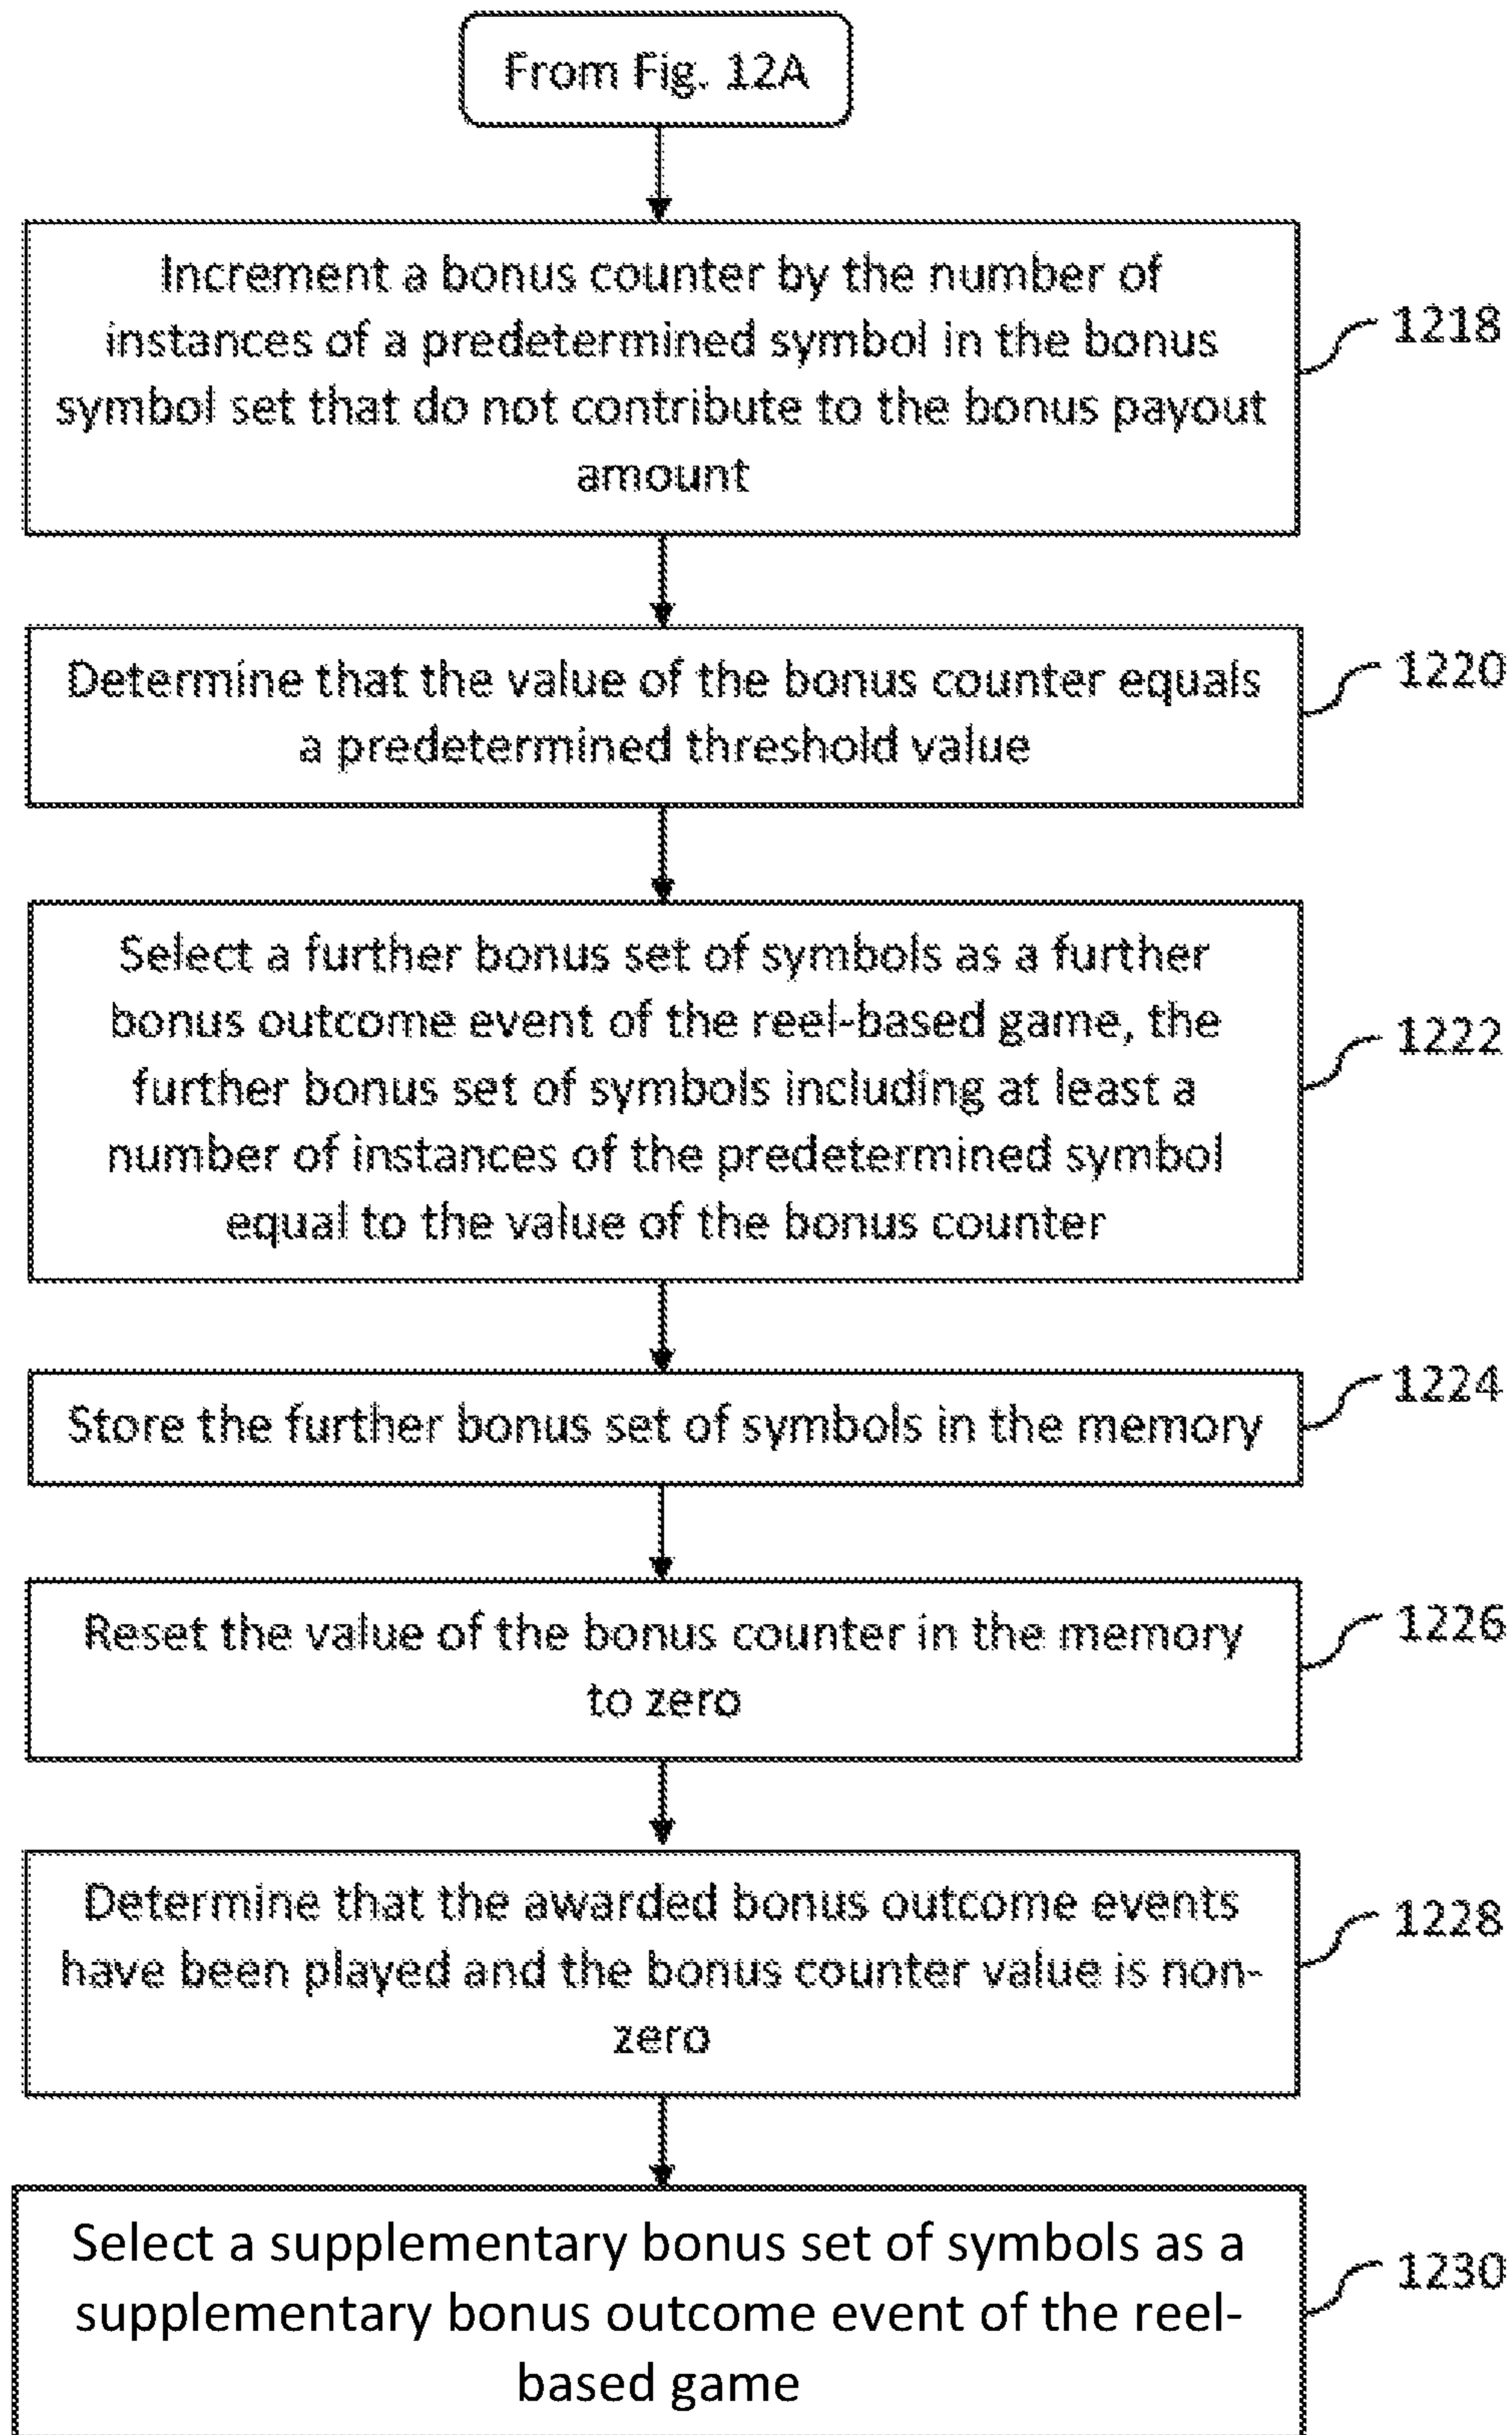 From Fig. 12A
Increment a bonus counter by the number of
instances of a predetermined symbol in the bonus
symbol set that do not contribute to the bonus payout
amount
1218
Determine that the value of the bonus counter equals
a predetermined threshold value
1220
Select a further bonus set of symbols as a further
bonus outcome event of the reel-based game, the
further bonus set of symbols including at least a
number of instances of the predetermined symbol
equal to the value of the bonus counter
1222
Store the further bonus set of symbols in the memory
1224
Reset the value of the bonus counter in the memory
to zero
1226
Determine that the awarded bonus outcome events
have been played and the bonus counter value is non-
zero
1228
Select a supplementary bonus set of symbols as a
supplementary bonus outcome event of the reel-
based game
1230